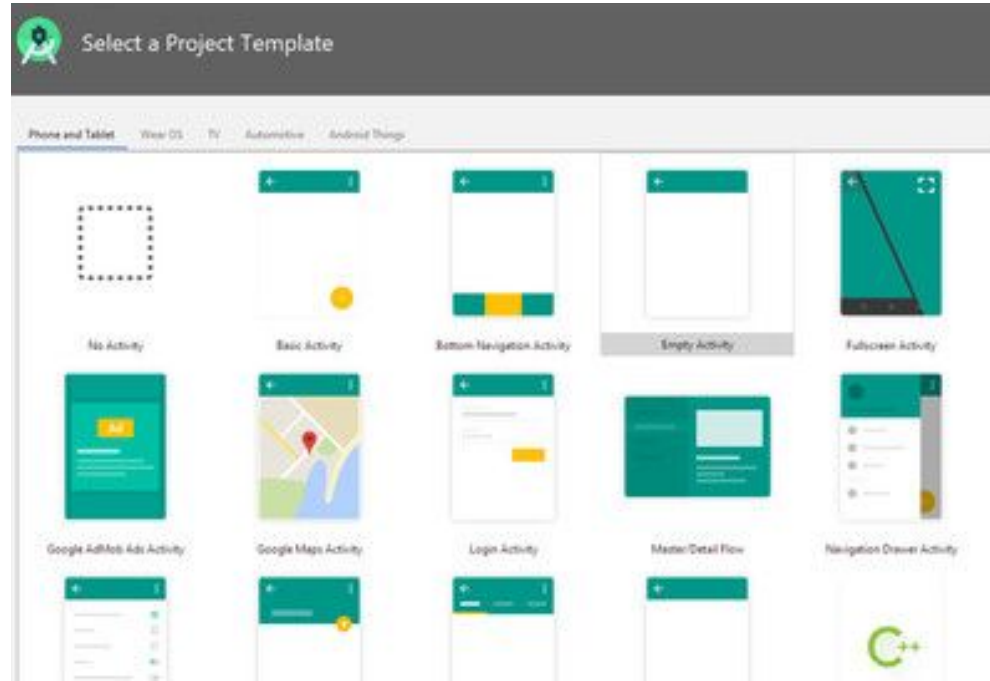 Select a Project Template
Phone and Tablet Wear OS TV Automotive Android Things
No Activity Basic Activity Bottom Navigation Activity Empty Activity Fullscreen Activity
Ad
Google AdMob Ads Activity Google Maps Activity Login Activity Master/Detail Flow Navigation Drawer Activity
C++